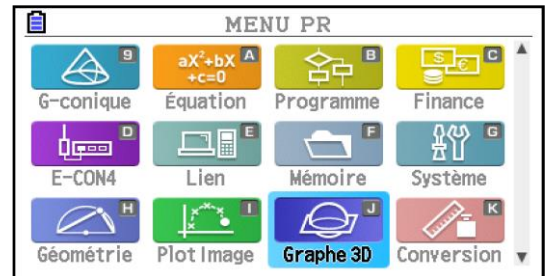 MENU PR
9 A B C
aX²+bX
+c=0
$ €
G-conique Équation Programme Finance
D E F G
E-CON4 Lien Mémoire Système
H I J K
Géométrie Plot Image Graphe 3D Conversion